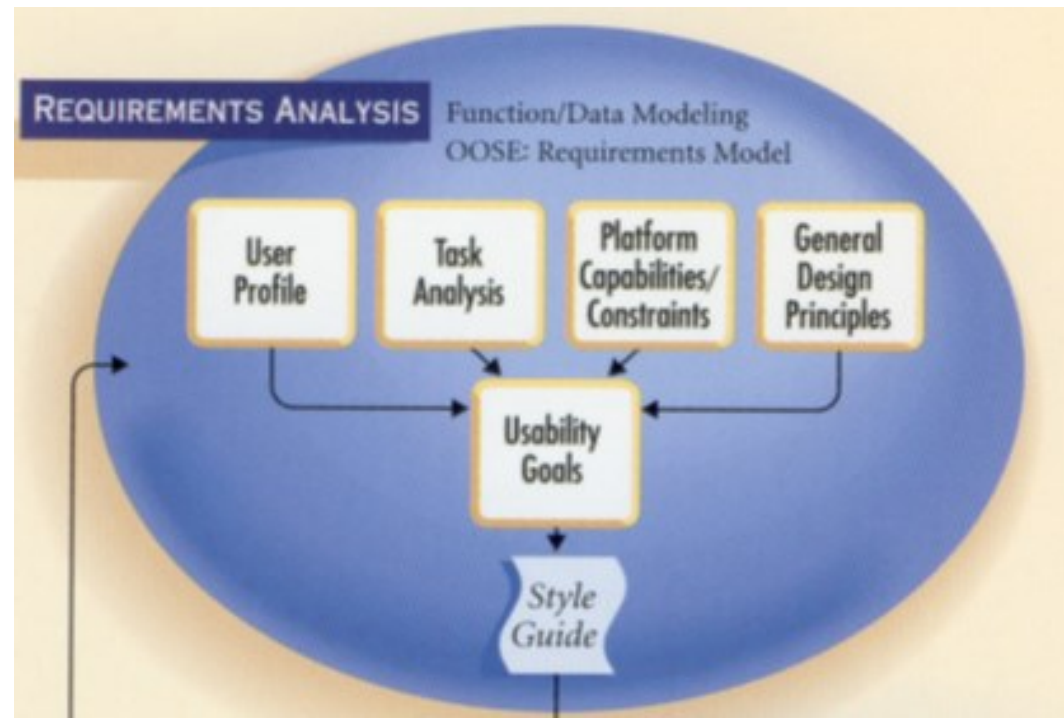 REQUIREMENTS ANALYSIS
Function/Data Modeling
OOSE: Requirements Model
User
Profile
Task
Analysis
Platform
Capabilities/
Constraints
General
Design
Principles
Usability
Goals
Style
Guide